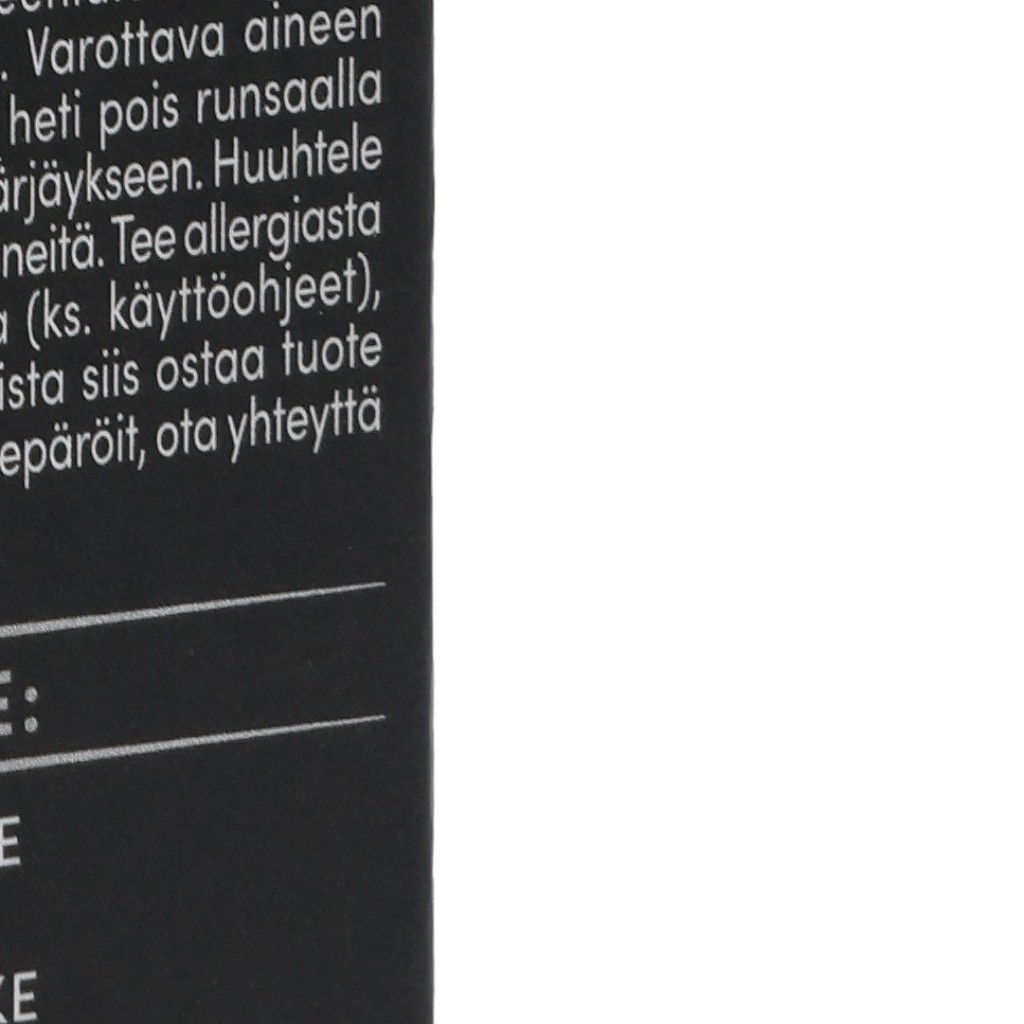 . Varottava aineen
heti pois runsaalla
ärjäykseen. Huuhtele
neitä. Tee allergiasta
(ks. käyttöohjeet),
ista siis ostaa tuote
epäröit, ota yhteyttä
E:
E
KE